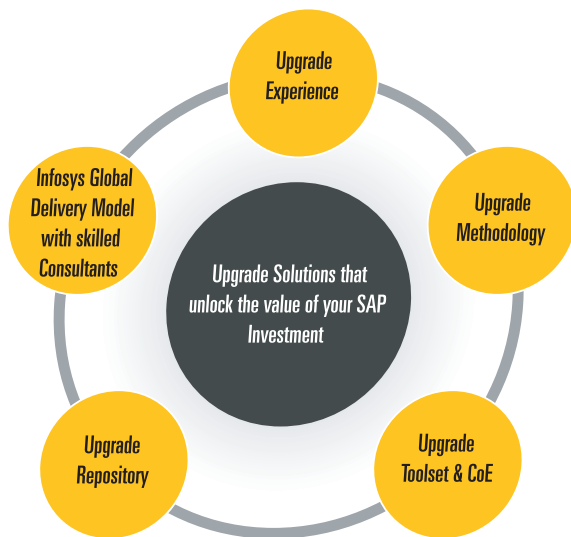 Upgrade
Experience
Infosys Global
Delivery Model
with skilled
Consultants
Upgrade
Methodology
Upgrade Solutions that
unlock the value of your SAP
Investment
Upgrade
Repository
Upgrade
Toolset & CoE